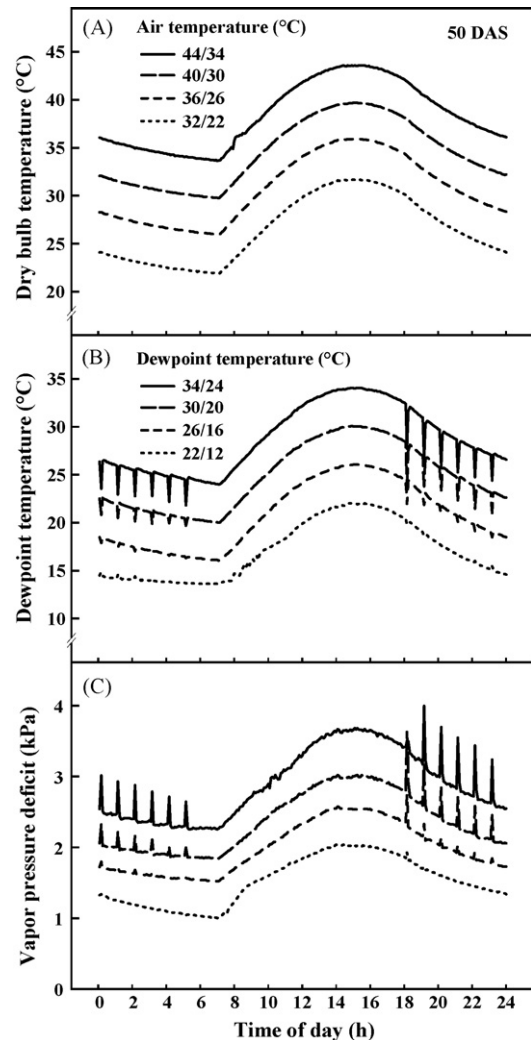 (A)
Air temperature (°C)
50 DAS
44/34
40/30
36/26
32/22
Dry bulb temperature (°C)
45
40
35
30
25
20
(B)
Dewpoint temperature (°C)
34/24
30/20
26/16
22/12
Dewpoint temperature (°C)
35
30
25
20
15
10
(C)
Vapor pressure deficit (kPa)
4
3
2
1
0
0 2 4 6 8 10 12 14 16 18 20 22 24
Time of day (h)